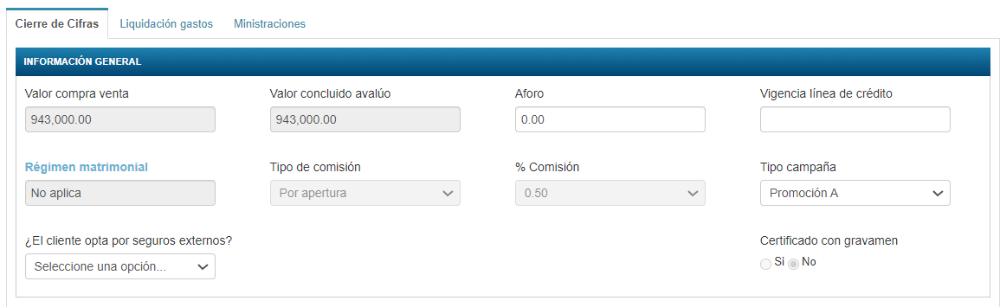 Cierre de Cifras Liquidación gastos Ministraciones
INFORMACIÓN GENERAL
Valor compra venta Valor concluido avalúo Aforo Vigencia línea de crédito
943,000.00 943,000.00 0.00
Régimen matrimonial Tipo de comisión % Comisión Tipo campaña
No aplica Por apertura 0.50 Promoción A
¿El cliente opta por seguros externos? Certificado con gravamen
Seleccione una opción... Si No